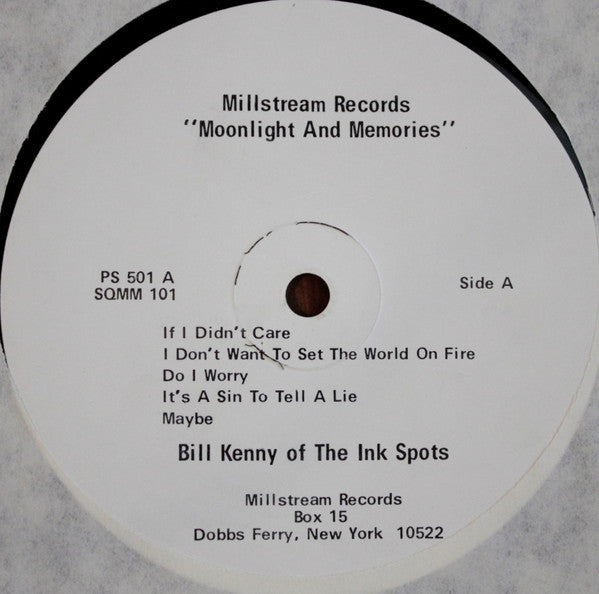 Millstream Records
''Moonlight And Memories''
PS 501 A
SQMM 101
Side A
If I Didn't Care
I Don't Want To Set The World On Fire
Do I Worry
It's A Sin To Tell A Lie
Maybe
Bill Kenny of The Ink Spots
Millstream Records
Box 15
Dobbs Ferry, New York 10522